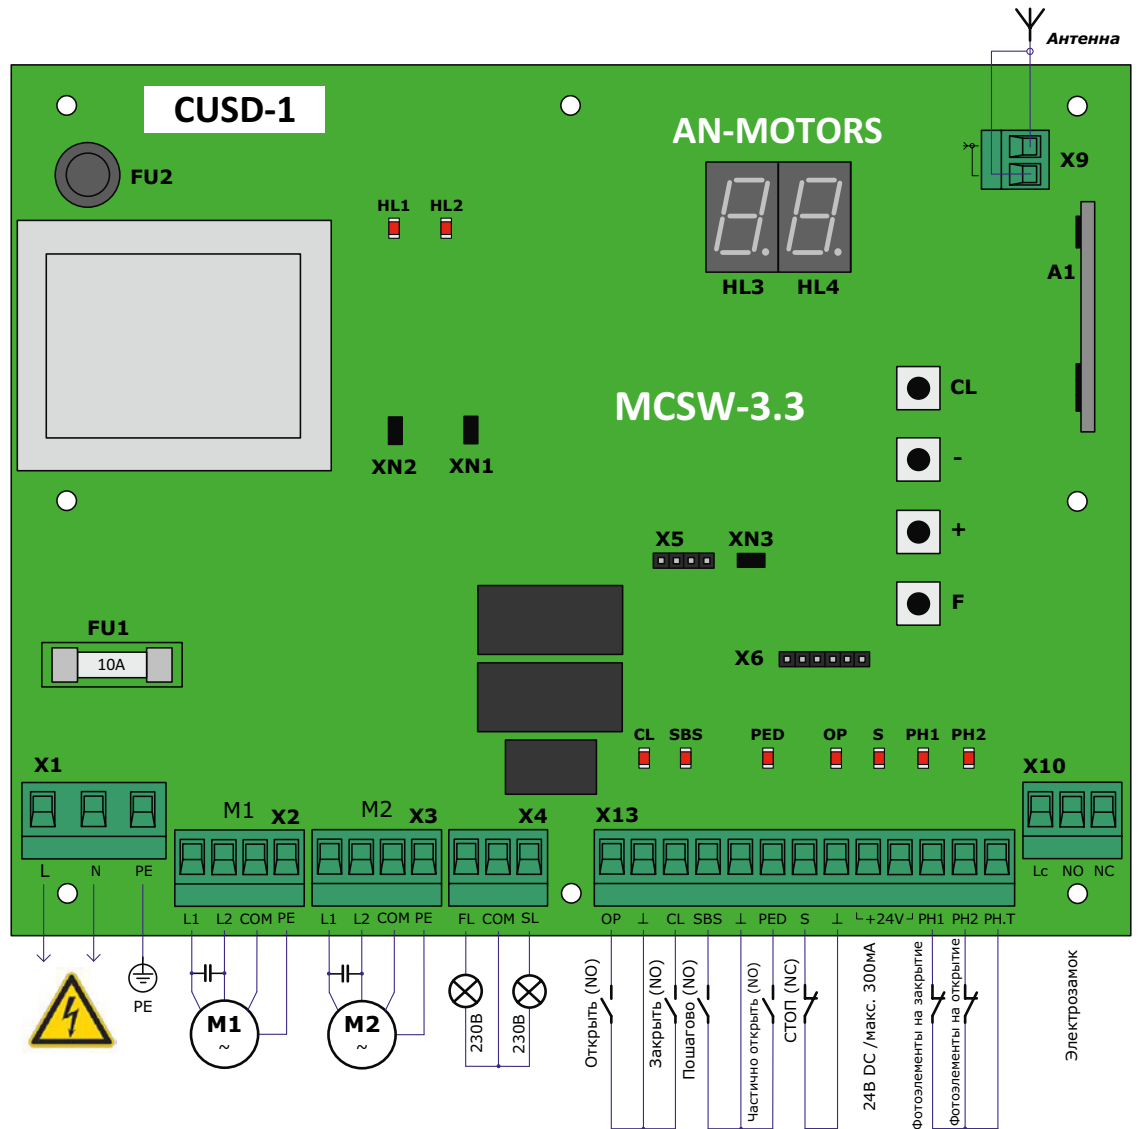 Антенна
CUSD-1
AN-MOTORS
FU2
X9
HL1 HL2
A1
HL3 HL4
CL
MCSW-3.3
-
XN2 XN1
+
X5 XN3
F
FU1
10A
X6
CL SBS PED OP S PH1 PH2
X1
X10
M1 X2 M2 X3 X4 X13
L N PE
Lc NO NC
L1 L2 COM PE L1 L2 COM PE FL COM SL OP ⊥ CL SBS ⊥ PED S ⊥ +24V PH1 PH2 PH.T
PE
M1
~
M2
~
230В
230В
Открыть (NO)
Закрыть (NO)
Пошагово (NO)
Частично открыть (NO)
СТОП (NC)
24В DC /макс. 300мА
Фотоэлементы на закрытие
Фотоэлементы на открытие
Электрозамок